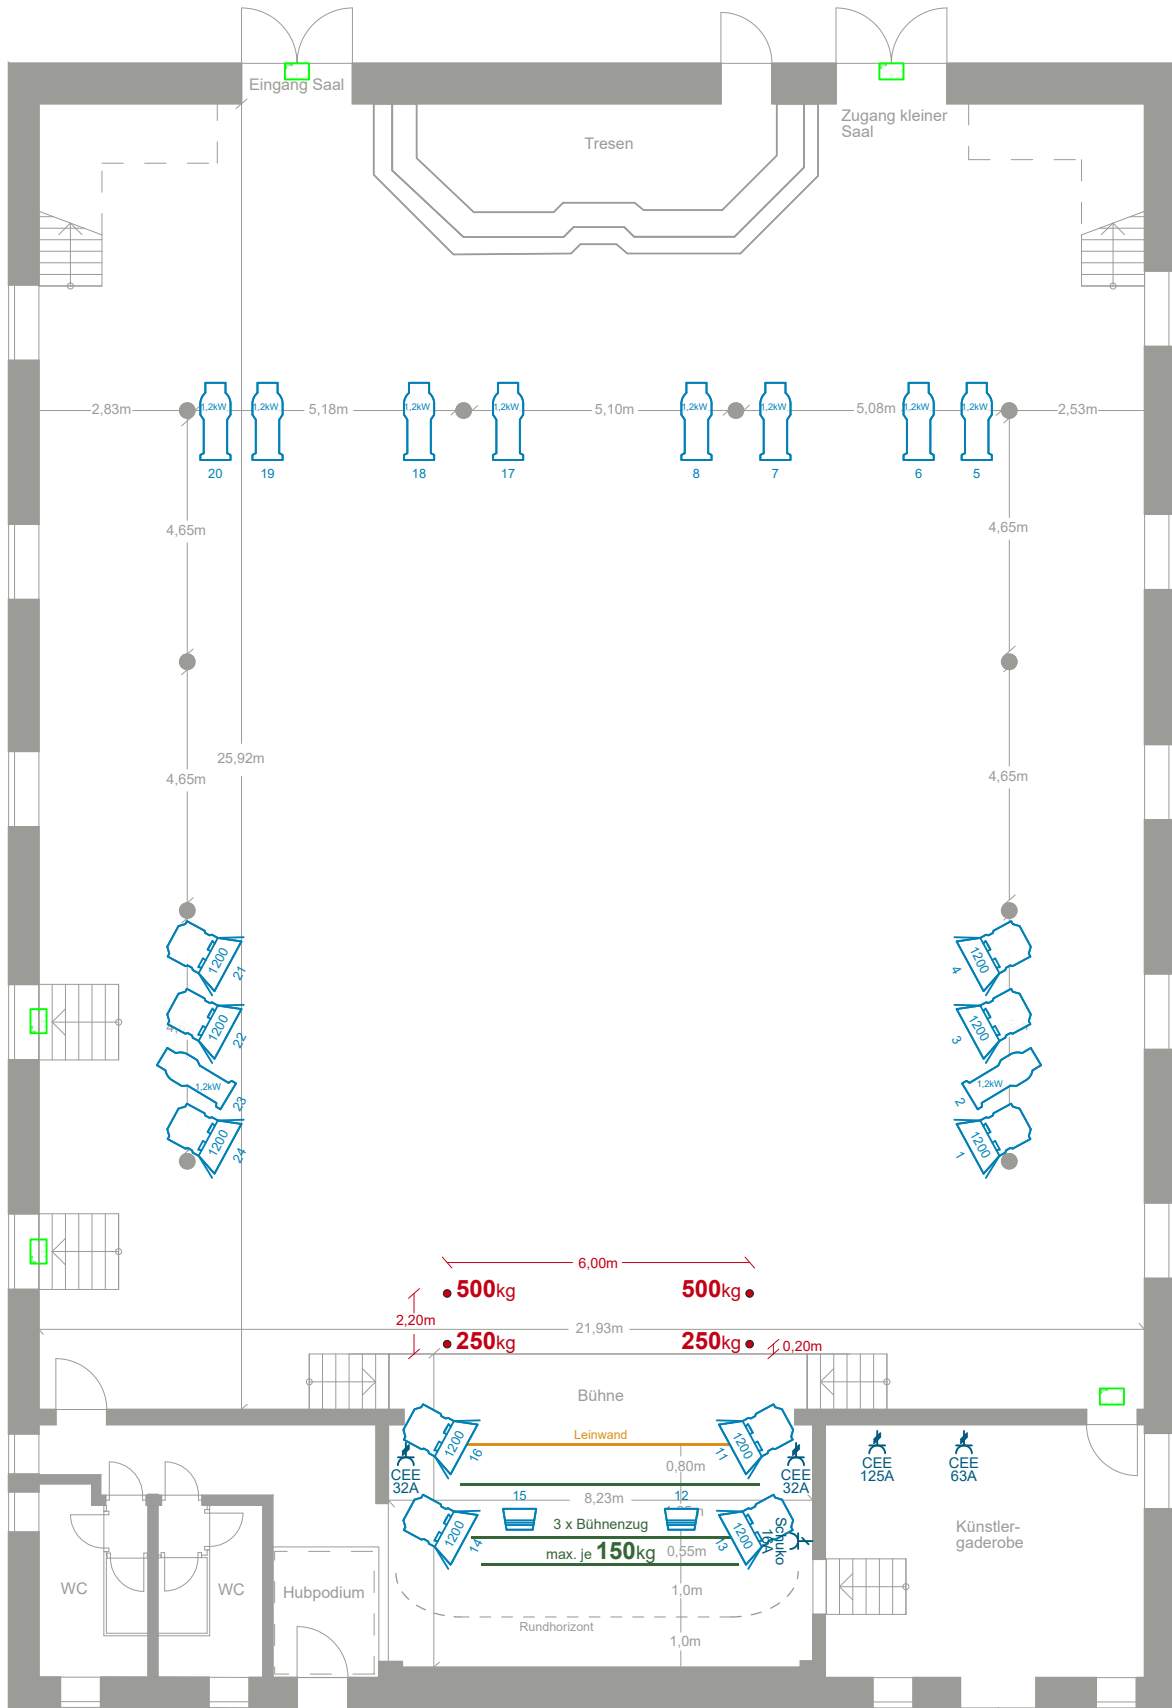 Eingang Saal
Tresen
Zugang kleiner
Saal
2,83m
5,18m
5,10m
5,08m
2,53m
1,2kW
1,2kW
1,2kW
1,2kW
1,2kW
1,2kW
1,2kW
1,2kW
20
19
18
17
8
7
6
5
4,65m
4,65m
25,92m
4,65m
4,65m
1200
21
1200
4
1200
22
1200
3
1,2kW
23
1,2kW
2
1200
24
1200
1
6,00m
500kg
500kg
2,20m
21,93m
250kg
250kg
0,20m
Bühne
Leinwand
1200
16
1200
11
0,80m
CEE
32A
CEE
32A
CEE
125A
CEE
63A
8,23m
15
12
3 x Bühnenzug
max. je 150kg
0,55m
1200
14
1200
13
Schuko
16A
Künstler-
gaderobe
WC
WC
Hubpodium
1,0m
Rundhorizont
1,0m